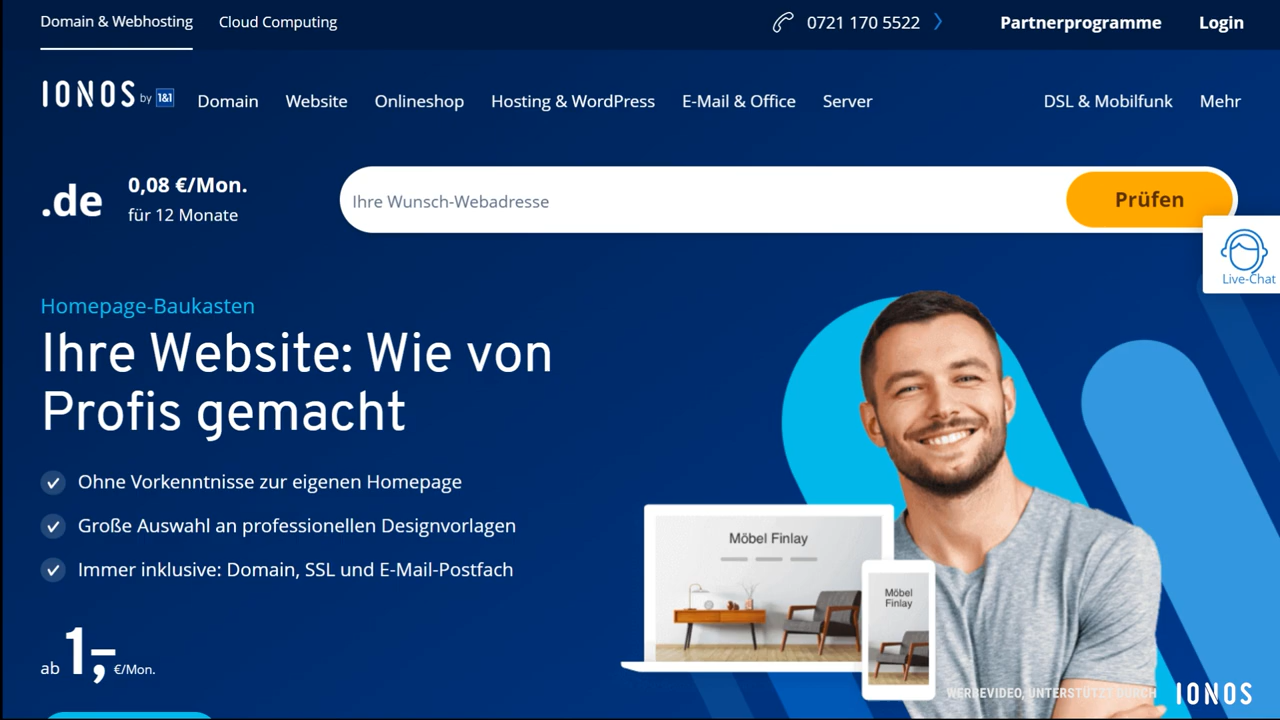 Domain & Webhosting Cloud Computing 0721 170 5522 Partnerprogramme Login
IONOS by 1&1 Domain Website Onlineshop Hosting & WordPress E-Mail & Office Server DSL & Mobilfunk Mehr
.de 0,08 €/Mon.
für 12 Monate
Ihre Wunsch-Webadresse Prüfen
Live-Chat
Homepage-Baukasten
Ihre Website: Wie von
Profis gemacht
Ohne Vorkenntnisse zur eigenen Homepage
Große Auswahl an professionellen Designvorlagen
Immer inklusive: Domain, SSL und E-Mail-Postfach
ab 1,- €/Mon.
Möbel Finlay
Möbel
Finlay
WERBEVIDEO, UNTERSTÜTZT DURCH IONOS